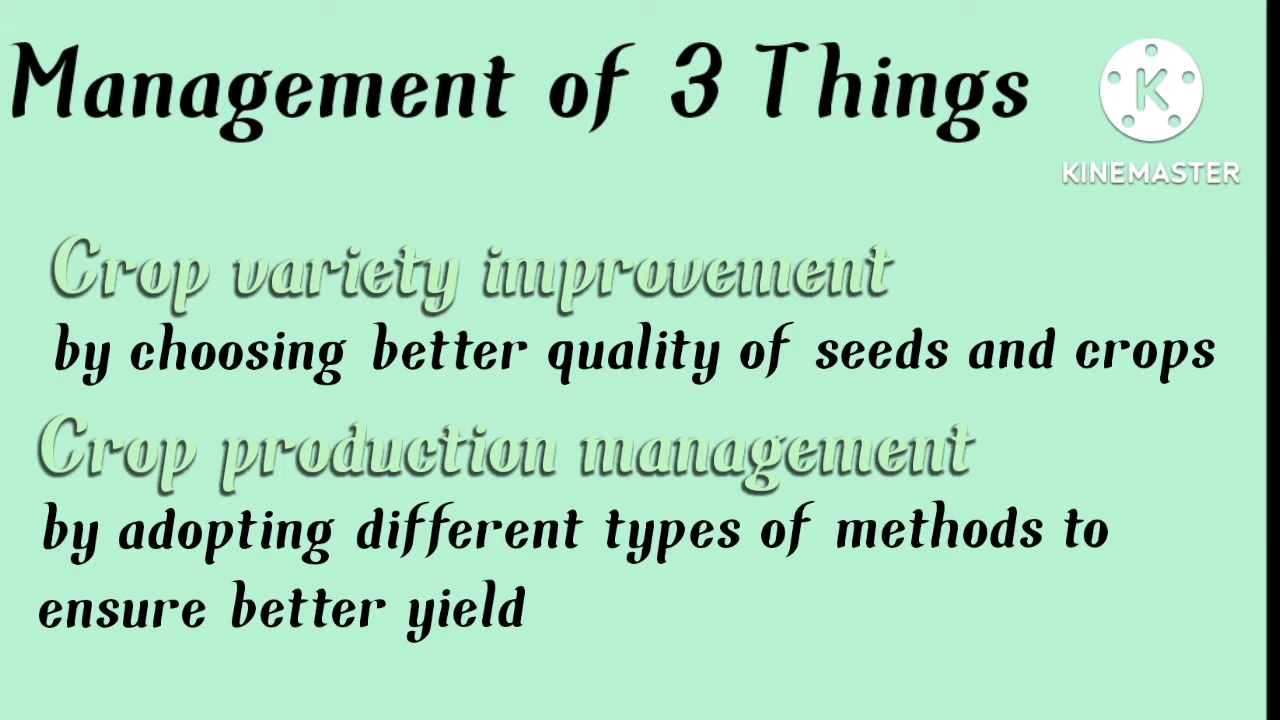 Management of 3 Things
K
KINEMASTER
Crop variety improvement
by choosing better quality of seeds and crops
Crop production management
by adopting different types of methods to
ensure better yield